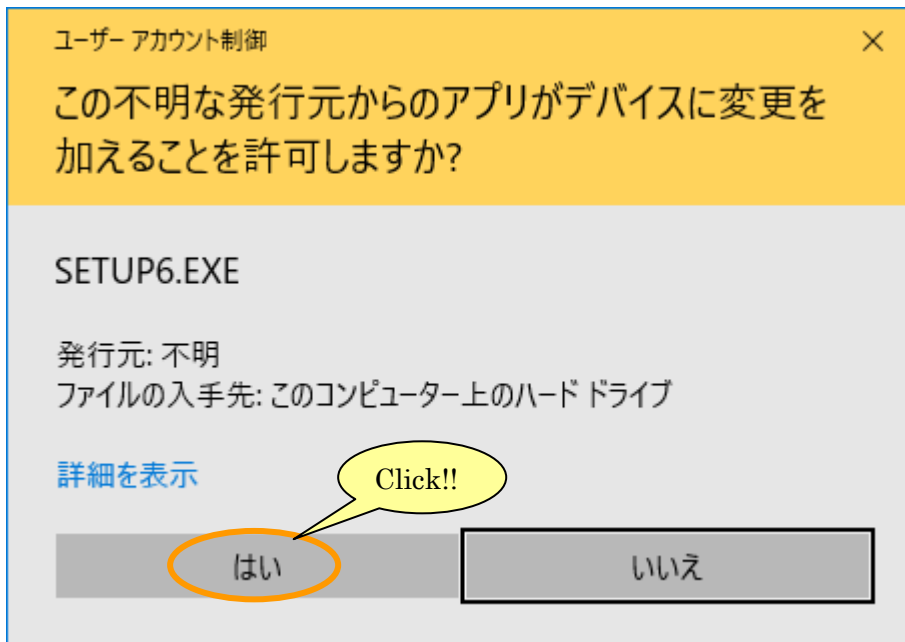 ユーザー アカウント制御
この不明な発行元からのアプリがデバイスに変更を
加えることを許可しますか?
SETUP6.EXE
発行元: 不明
ファイルの入手先: このコンピューター上のハード ドライブ
詳細を表示
Click!!
はい
いいえ